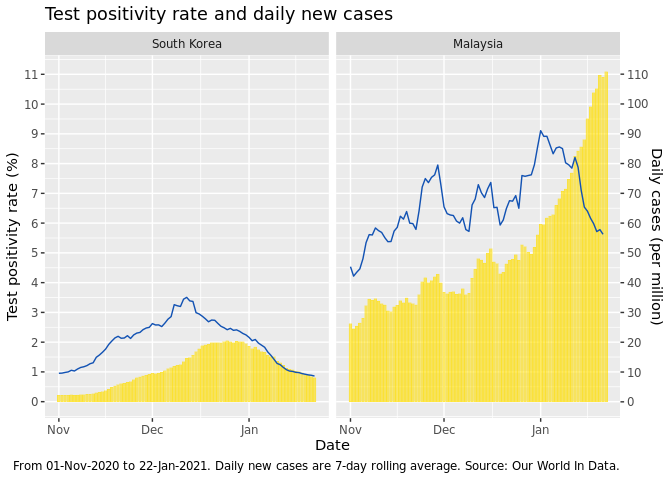 Test positivity rate and daily new cases
South Korea
Malaysia
Test positivity rate (%)
11
10
9
8
7
6
5
4
3
2
1
0
110
100
90
80
70
60
50
40
30
20
10
0
Daily cases (per million)
Nov
Dec
Jan
Nov
Dec
Jan
Date
From 01-Nov-2020 to 22-Jan-2021. Daily new cases are 7-day rolling average. Source: Our World In Data.